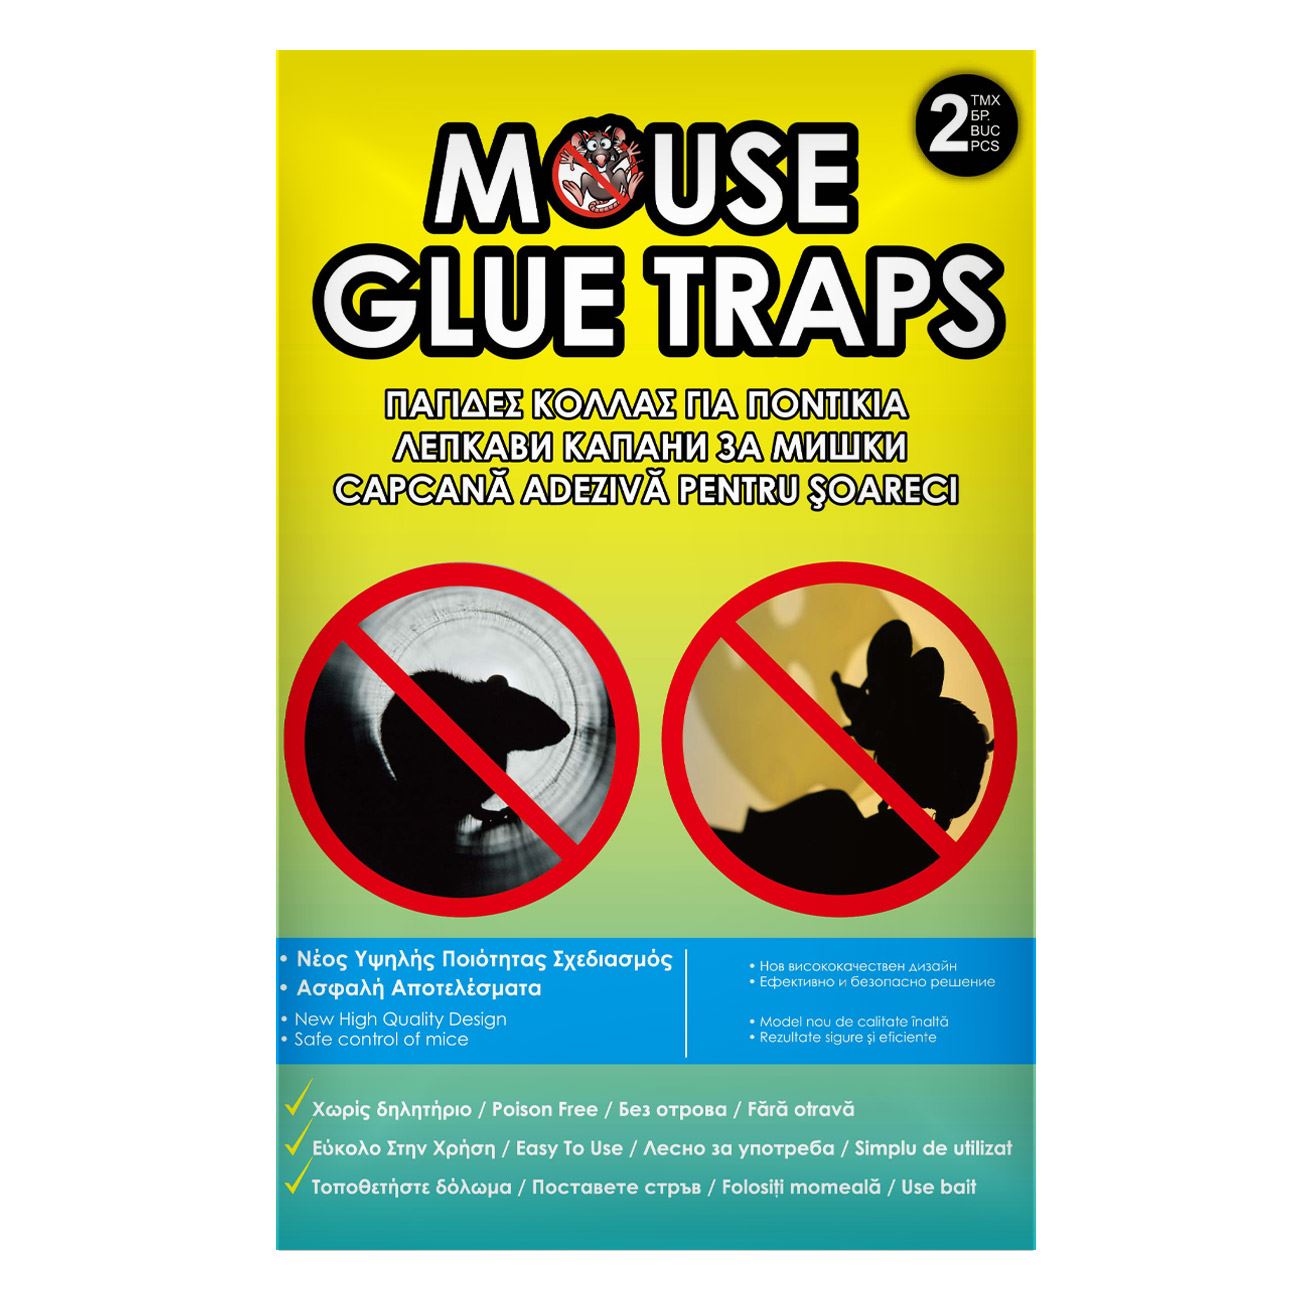 2 ΤΜΧ
БР.
BUC
PCS
MOUSE
GLUE TRAPS
ΠΑΓΙΔΕΣ ΚΟΛΛΑΣ ΓΙΑ ΠΟΝΤΙΚΙΑ
ЛЕПКАВИ КАПАНИ ЗА МИШКИ
CAPCANĂ ADEZIVĂ PENTRU ŞOARECI
• Νέος Υψηλής Ποιότητας Σχεδιασμός
• Ασφαλή Αποτελέσματα
• New High Quality Design
• Safe control of mice
• Нов висококачествен дизайн
• Ефективно и безопасно решение
• Model nou de calitate înaltă
• Rezultate sigure şi eficiente
Χωρίς δηλητήριο / Poison Free / Без отрова / Fără otravă
Εύκολο Στην Χρήση / Easy To Use / Лесно за употреба / Simplu de utilizat
Τοποθετήστε δόλωμα / Поставете стръв / Folosiți momeală / Use bait